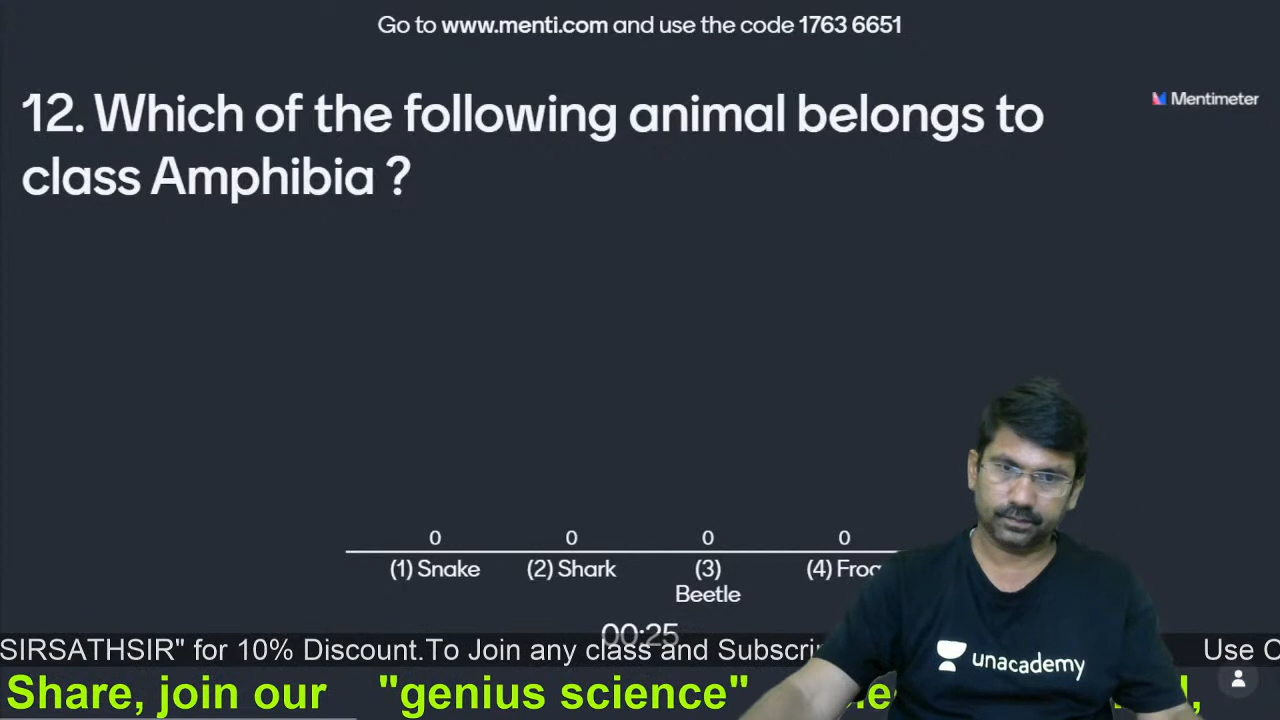 Go to www.menti.com and use the code 1763 6651
12. Which of the following animal belongs to
class Amphibia ?
Mentimeter
0 0 0 0
(1) Snake (2) Shark (3) Beetle (4) Frog
00:25
SIRSATHSIR" for 10% Discount.To Join any class and Use
unacademy
Share, join our "genius science"